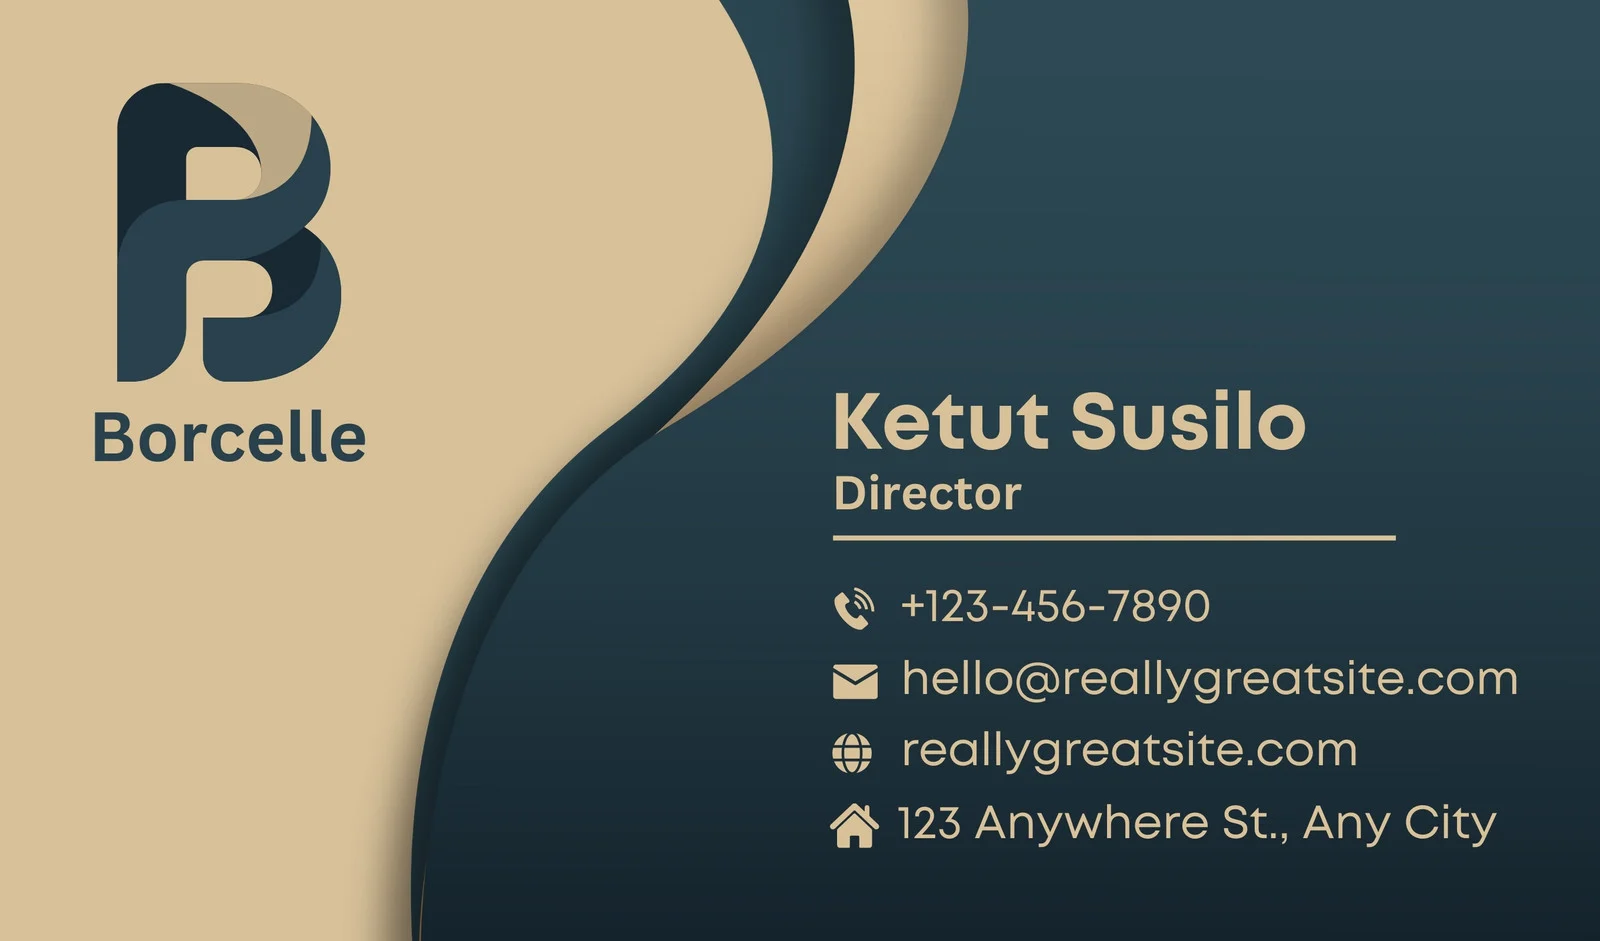 Borcelle
Ketut Susilo
Director
+123-456-7890
hello@reallygreatsite.com
reallygreatsite.com
123 Anywhere St., Any City